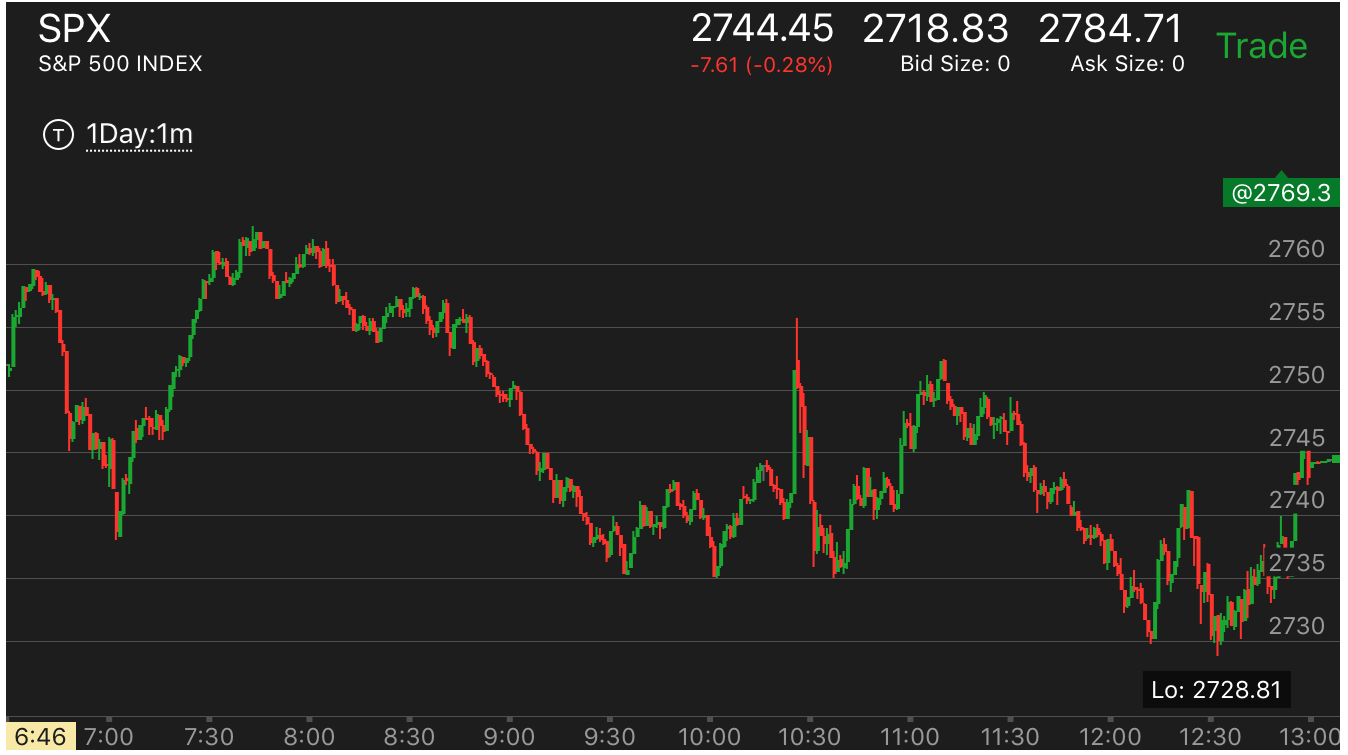 SPX 2744.45 2718.83 2784.71 Trade
S&P 500 INDEX -7.61 (-0.28%) Bid Size: 0 Ask Size: 0
T 1Day:1m
@2769.3
2760
2755
2750
2745
2740
2735
2730
Lo: 2728.81
6:46 7:00 7:30 8:00 8:30 9:00 9:30 10:00 10:30 11:00 11:30 12:00 12:30 13:00